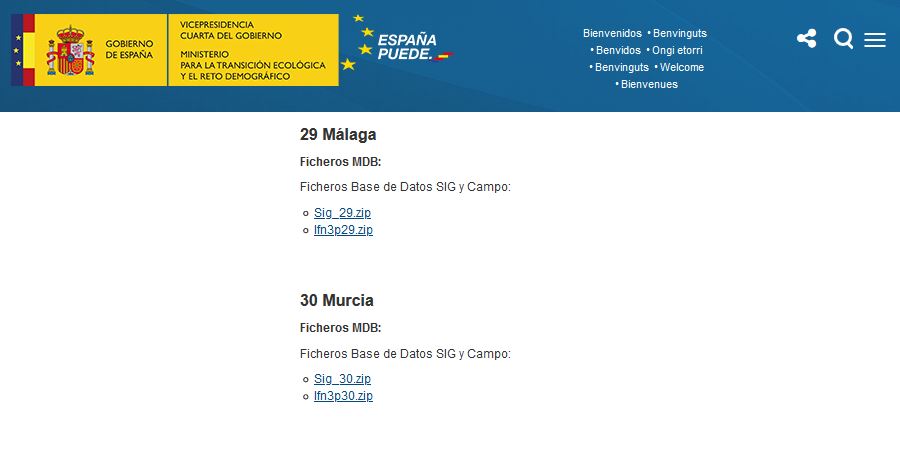 GOBIERNO
DE ESPAÑA
VICEPRESIDENCIA
CUARTA DEL GOBIERNO
MINISTERIO
PARA LA TRANSICIÓN ECOLÓGICA
Y EL RETO DEMOGRÁFICO
ESPAÑA
PUEDE.
Bienvenidos • Benvinguts
• Benvidos • Ongi etorri
• Benvinguts • Welcome
• Bienvenues
29 Málaga
Ficheros MDB:
Ficheros Base de Datos SIG y Campo:
Sig_29.zip
Ifn3p29.zip
30 Murcia
Ficheros MDB:
Ficheros Base de Datos SIG y Campo:
Sig_30.zip
Ifn3p30.zip